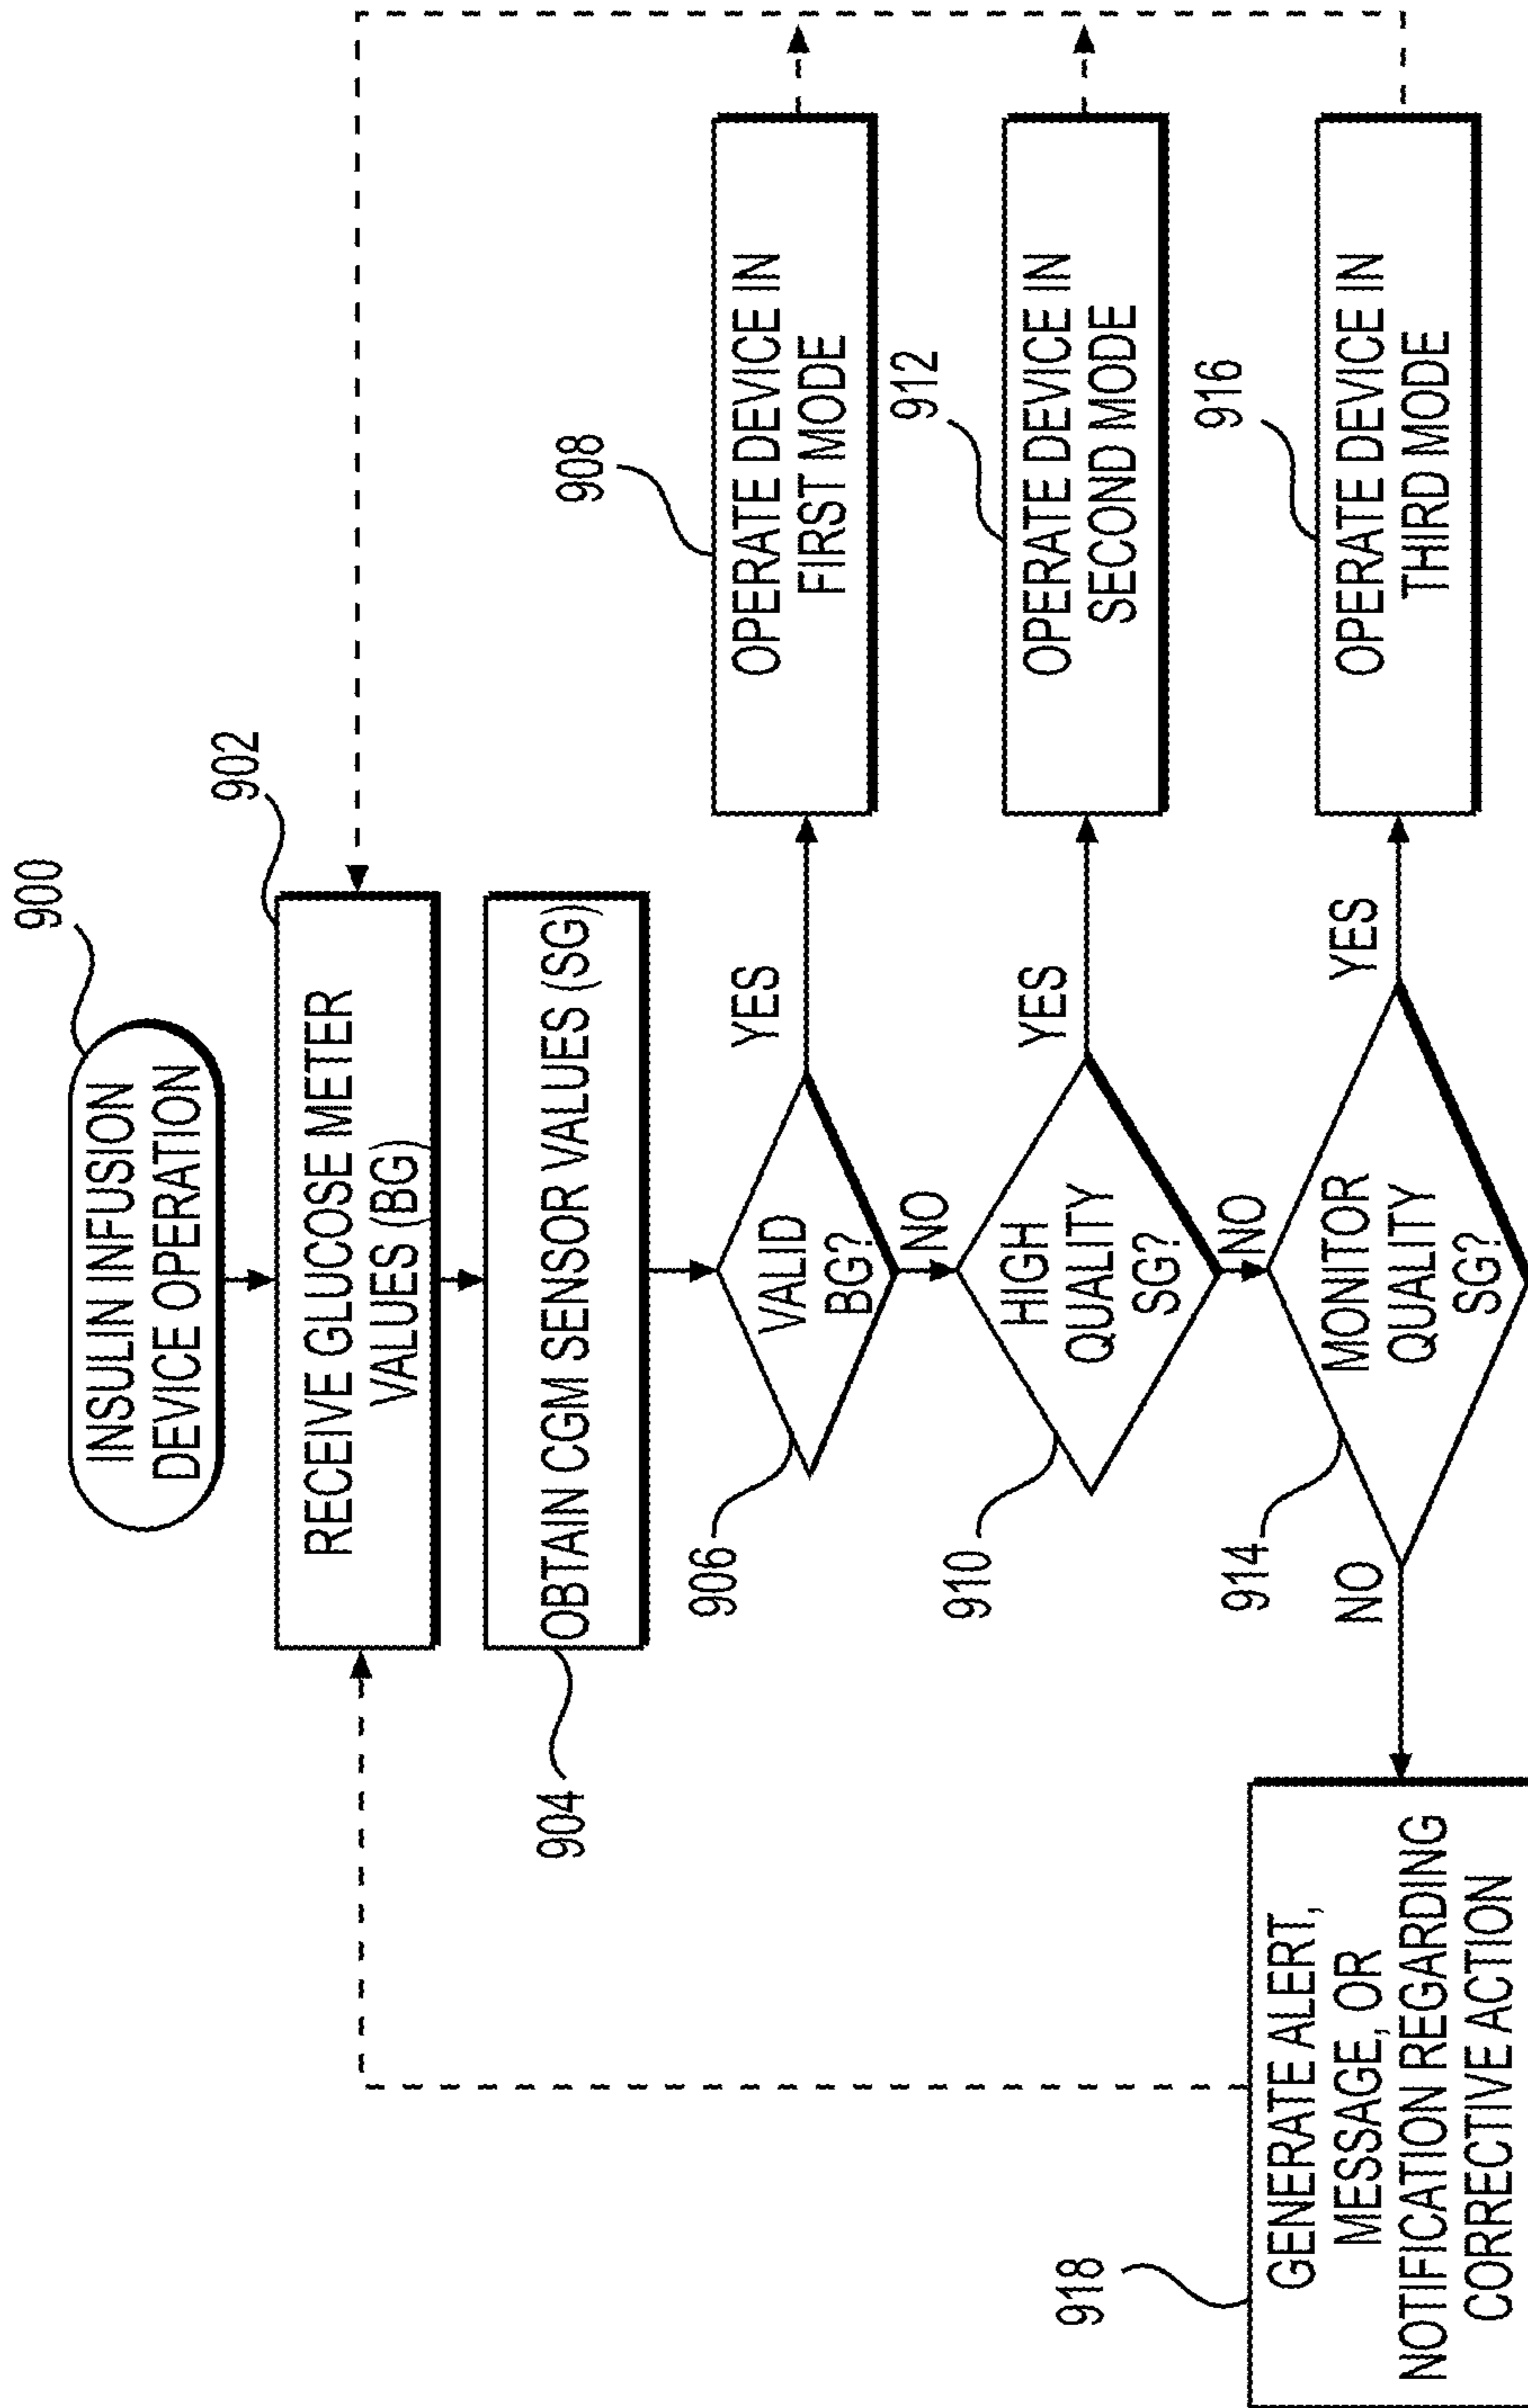 900
INSULIN INFUSION
DEVICE OPERATION
902
RECEIVE GLUCOSE METER
VALUES (BG)
904
OBTAIN CGM SENSOR VALUES (SG)
906
VALID
BG?
YES
NO
908
OPERATE DEVICE IN
FIRST MODE
910
HIGH
QUALITY
SG?
YES
NO
912
OPERATE DEVICE IN
SECOND MODE
914
MONITOR
QUALITY
SG?
YES
NO
916
OPERATE DEVICE IN
THIRD MODE
918
GENERATE ALERT,
MESSAGE, OR
NOTIFICATION REGARDING
CORRECTIVE ACTION